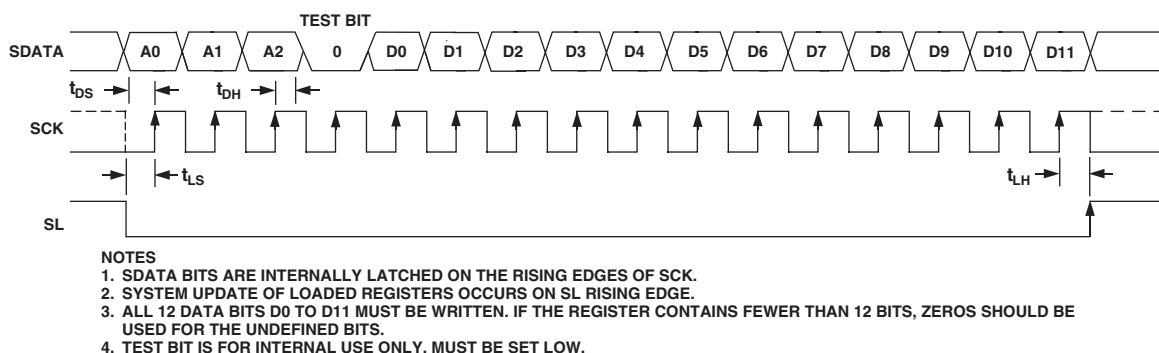 TEST BIT
SDATA A0 A1 A2 0 D0 D1 D2 D3 D4 D5 D6 D7 D8 D9 D10 D11
tDS tDH
SCK
tLS tLH
SL
NOTES
1. SDATA BITS ARE INTERNALLY LATCHED ON THE RISING EDGES OF SCK.
2. SYSTEM UPDATE OF LOADED REGISTERS OCCURS ON SL RISING EDGE.
3. ALL 12 DATA BITS D0 TO D11 MUST BE WRITTEN. IF THE REGISTER CONTAINS FEWER THAN 12 BITS, ZEROS SHOULD BE
USED FOR THE UNDEFINED BITS.
4. TEST BIT IS FOR INTERNAL USE ONLY. MUST BE SET LOW.